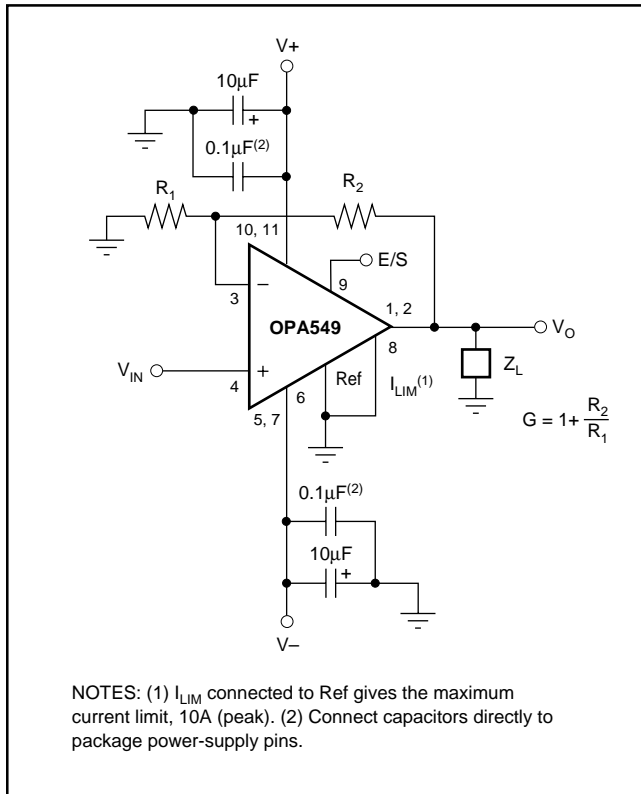 V+
10µF
+
0.1µF(2)
R1
R2
10, 11
E/S
9
3
–
1, 2
OPA549
VO
8
VIN
4
+
Ref
ILIM(1)
ZL
6
5, 7
G = 1+ R2
R1
0.1µF(2)
10µF
+
V–
NOTES: (1) ILIM connected to Ref gives the maximum
current limit, 10A (peak). (2) Connect capacitors directly to
package power-supply pins.